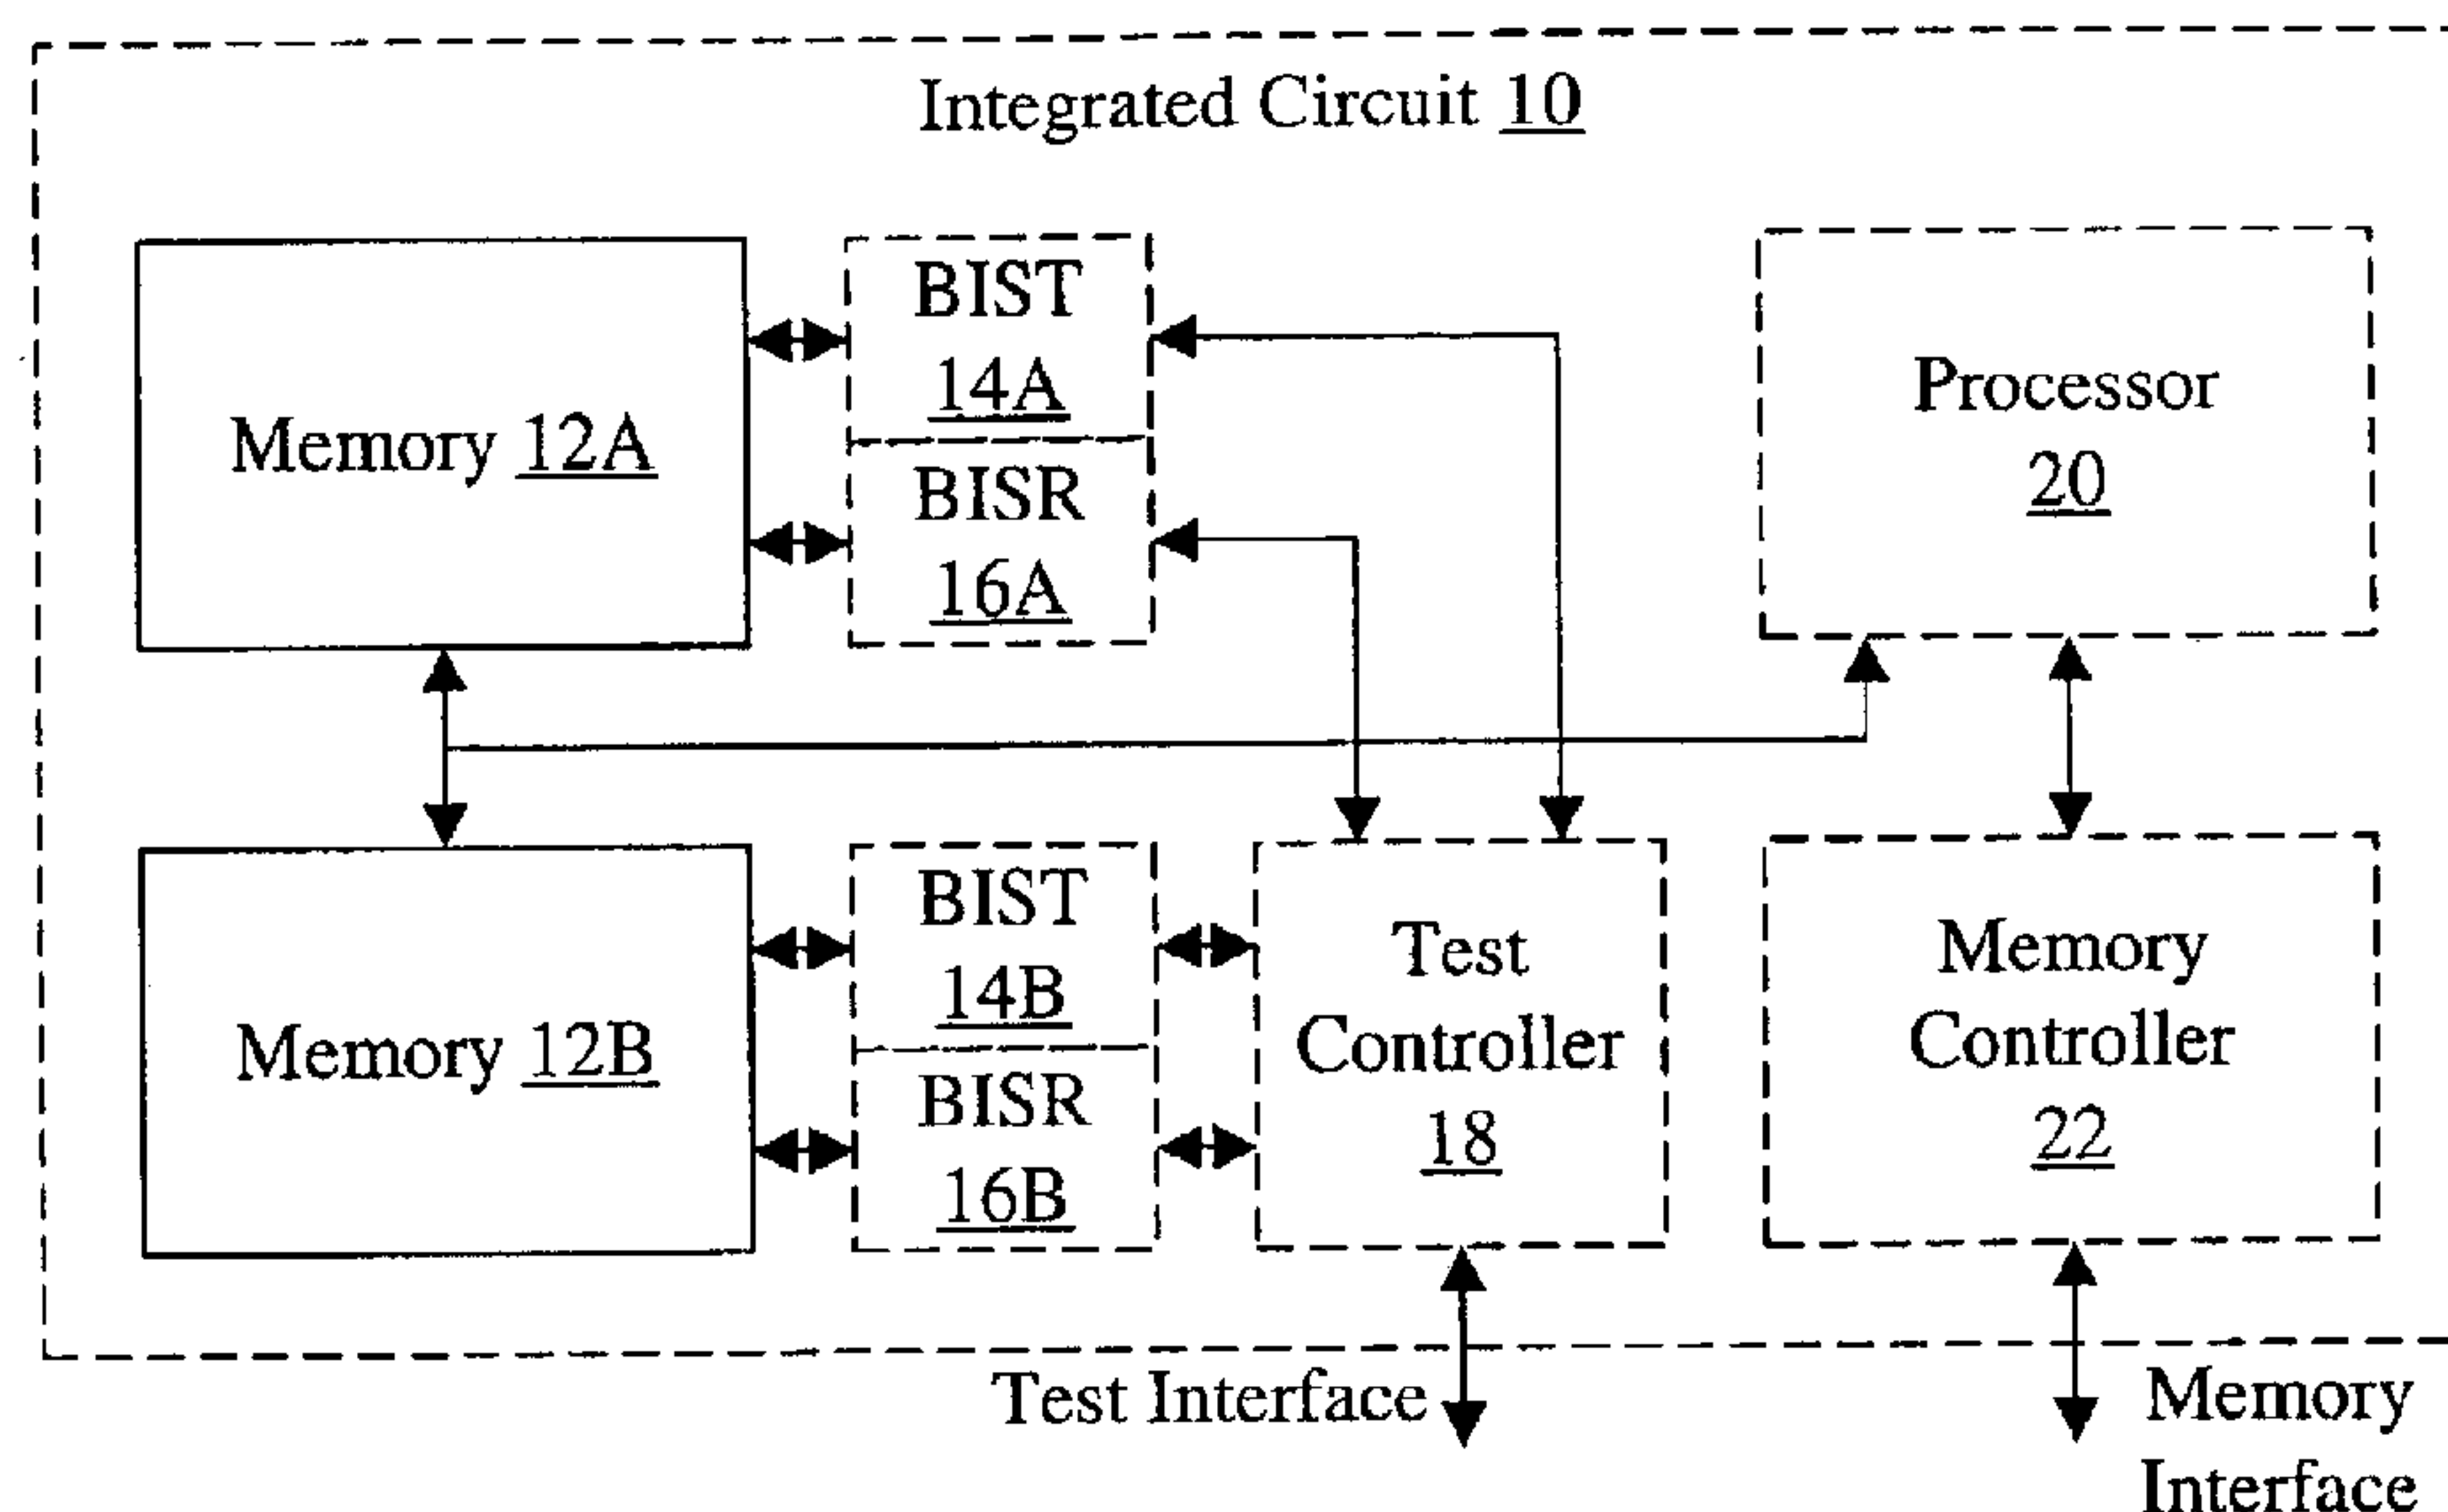 Integrated Circuit 10
Memory 12A
BIST
14A
BISR
16A
Processor
20
Memory 12B
BIST
14B
BISR
16B
Test
Controller
18
Memory
Controller
22
Test Interface
Memory
Interface